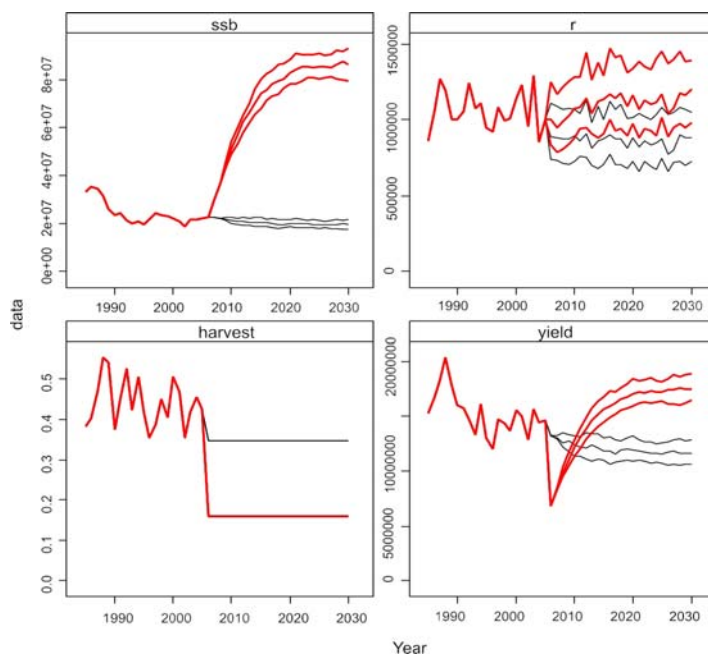 ssb
r
data
0e+00 2e+07 4e+07 6e+07 8e+07
0 500000 1000000 1500000
1990 2000 2010 2020 2030
1990 2000 2010 2020 2030
harvest
yield
0.0 0.1 0.2 0.3 0.4 0.5
0 5000000 10000000 20000000
1990 2000 2010 2020 2030
1990 2000 2010 2020 2030
Year